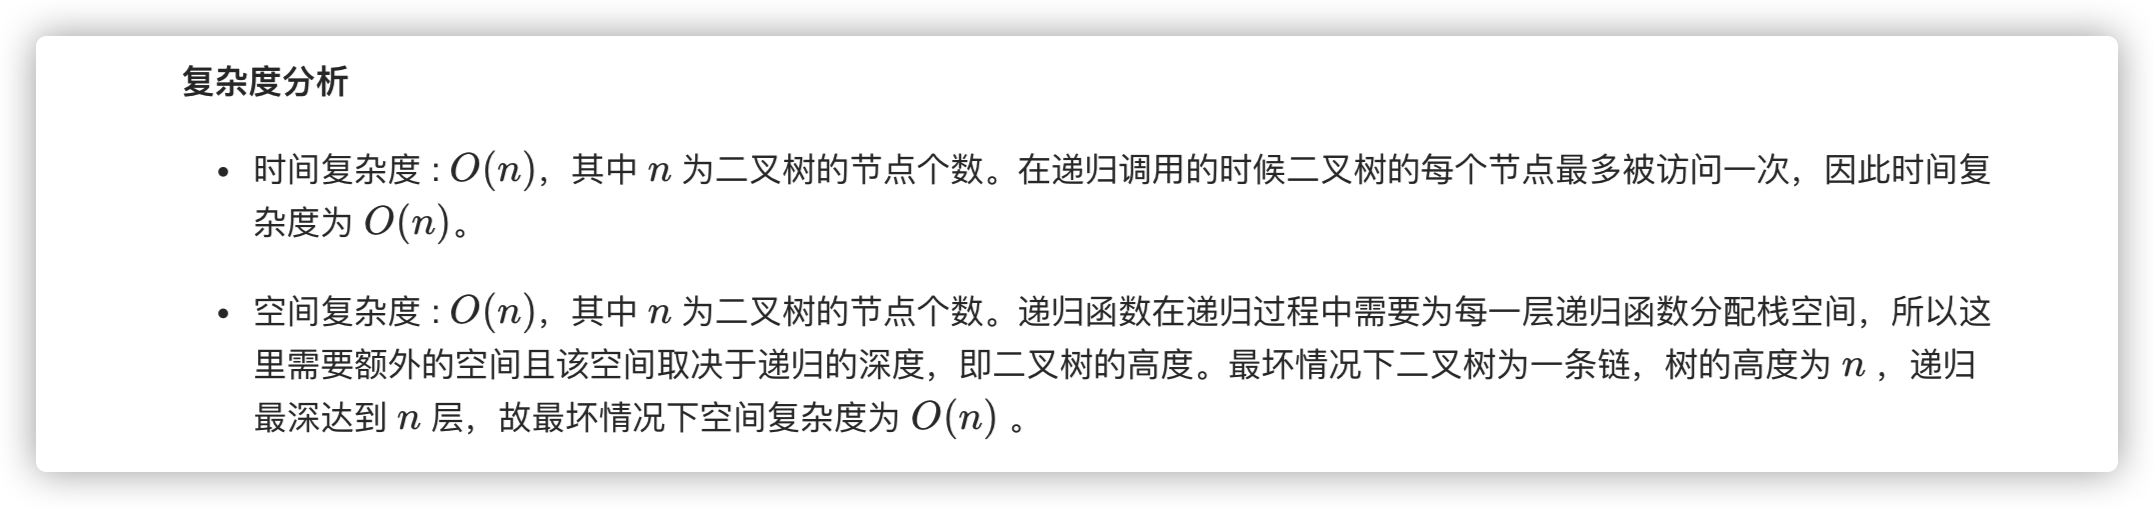 复杂度分析
• 时间复杂度 : O(n)，其中 n 为二叉树的节点个数。在递归调用的时候二叉树的每个节点最多被访问一次，因此时间复
杂度为 O(n)。
• 空间复杂度 : O(n)，其中 n 为二叉树的节点个数。递归函数在递归过程中需要为每一层递归函数分配栈空间，所以这
里需要额外的空间且该空间取决于递归的深度，即二叉树的高度。最坏情况下二叉树为一条链，树的高度为 n ，递归
最深达到 n 层，故最坏情况下空间复杂度为 O(n) 。